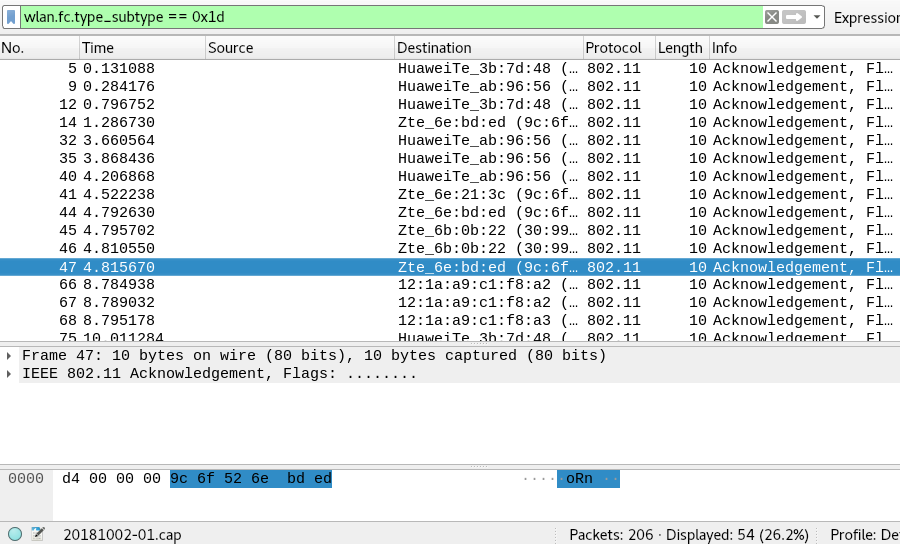 wlan.fc.type_subtype == 0x1d Expression
No. Time Source Destination Protocol Length Info
5 0.131088 HuaweiTe_3b:7d:48 (… 802.11 10 Acknowledgement, Fl…
9 0.284176 HuaweiTe_ab:96:56 (… 802.11 10 Acknowledgement, Fl…
12 0.796752 HuaweiTe_3b:7d:48 (… 802.11 10 Acknowledgement, Fl…
14 1.286730 Zte_6e:bd:ed (9c:6f… 802.11 10 Acknowledgement, Fl…
32 3.660564 HuaweiTe_ab:96:56 (… 802.11 10 Acknowledgement, Fl…
35 3.868436 HuaweiTe_ab:96:56 (… 802.11 10 Acknowledgement, Fl…
40 4.206868 HuaweiTe_ab:96:56 (… 802.11 10 Acknowledgement, Fl…
41 4.522238 Zte_6e:21:3c (9c:6f… 802.11 10 Acknowledgement, Fl…
44 4.792630 Zte_6e:bd:ed (9c:6f… 802.11 10 Acknowledgement, Fl…
45 4.795702 Zte_6b:0b:22 (30:99… 802.11 10 Acknowledgement, Fl…
46 4.810550 Zte_6b:0b:22 (30:99… 802.11 10 Acknowledgement, Fl…
47 4.815670 Zte_6e:bd:ed (9c:6f… 802.11 10 Acknowledgement, Fl…
66 8.784938 12:1a:a9:c1:f8:a2 (… 802.11 10 Acknowledgement, Fl…
67 8.789032 12:1a:a9:c1:f8:a2 (… 802.11 10 Acknowledgement, Fl…
68 8.795178 12:1a:a9:c1:f8:a3 (… 802.11 10 Acknowledgement, Fl…
75 10.011284 HuaweiTe_3b:7d:48 (… 802.11 10 Acknowledgement, Fl…
Frame 47: 10 bytes on wire (80 bits), 10 bytes captured (80 bits)
IEEE 802.11 Acknowledgement, Flags: ........
0000 d4 00 00 00 9c 6f 52 6e bd ed ·····oRn··
20181002-01.cap Packets: 206 · Displayed: 54 (26.2%) Profile: De